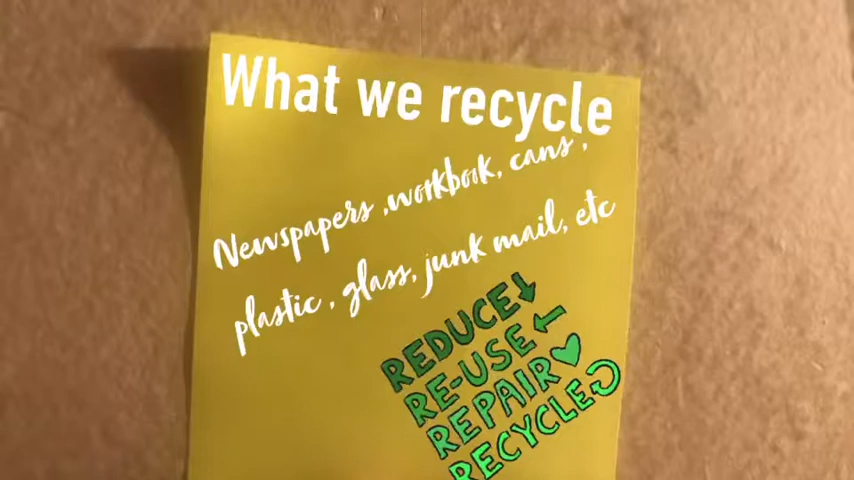 What we recycle
Newspapers ,workbook, cans ,
plastic , glass, junk mail, etc
REDUCE
RE-USE
REPAIR
RECYCLE